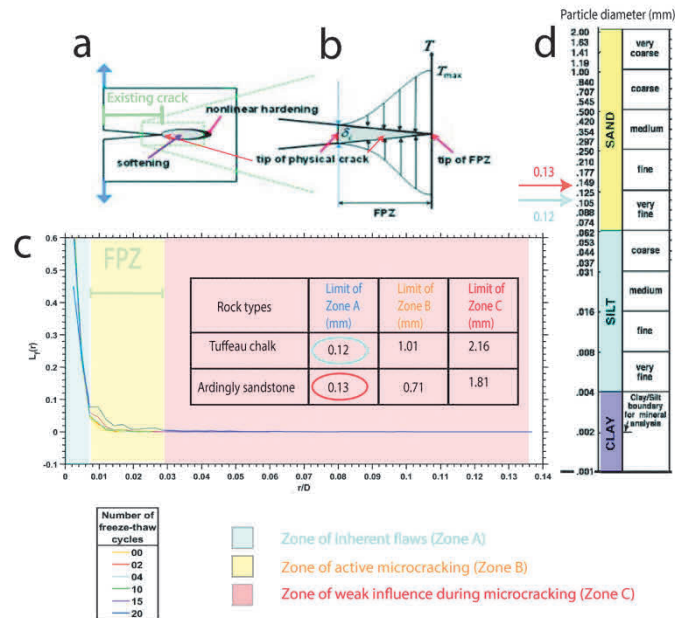 a
Existing crack
nonlinear hardening
softening
tip of physical crack
b
T
Tmax
δc
tip of FPZ
FPZ
d
Particle diameter (mm)
2.00
1.63
1.41
1.19
1.00
.840
.707
.545
.500
.420
.354
.297
.250
.210
.177
.149
.125
.105
.088
.074
.062
.053
.044
.037
.031
.016
.008
.004
.002
.001
SAND
SILT
CLAY
very coarse
coarse
medium
fine
very fine
coarse
medium
fine
very fine
Clay/Silt
boundary
for mineral
analysis
0.13
0.12
c
FPZ
0.6
0.5
0.4
0.3
0.2
0.1
0
-0.1
Lf(r)
0 0.01 0.02 0.03 0.04 0.05 0.06 0.07 0.08 0.09 0.1 0.11 0.12 0.13 0.14
r/D
Rock types Limit of Zone A (mm) Limit of Zone B (mm) Limit of Zone C (mm)
Tuffeau chalk 0.12 1.01 2.16
Ardingly sandstone 0.13 0.71 1.81
Number of
freeze-thaw
cycles
00
02
04
10
15
20
Zone of inherent flaws (Zone A)
Zone of active microcracking (Zone B)
Zone of weak influence during microcracking (Zone C)